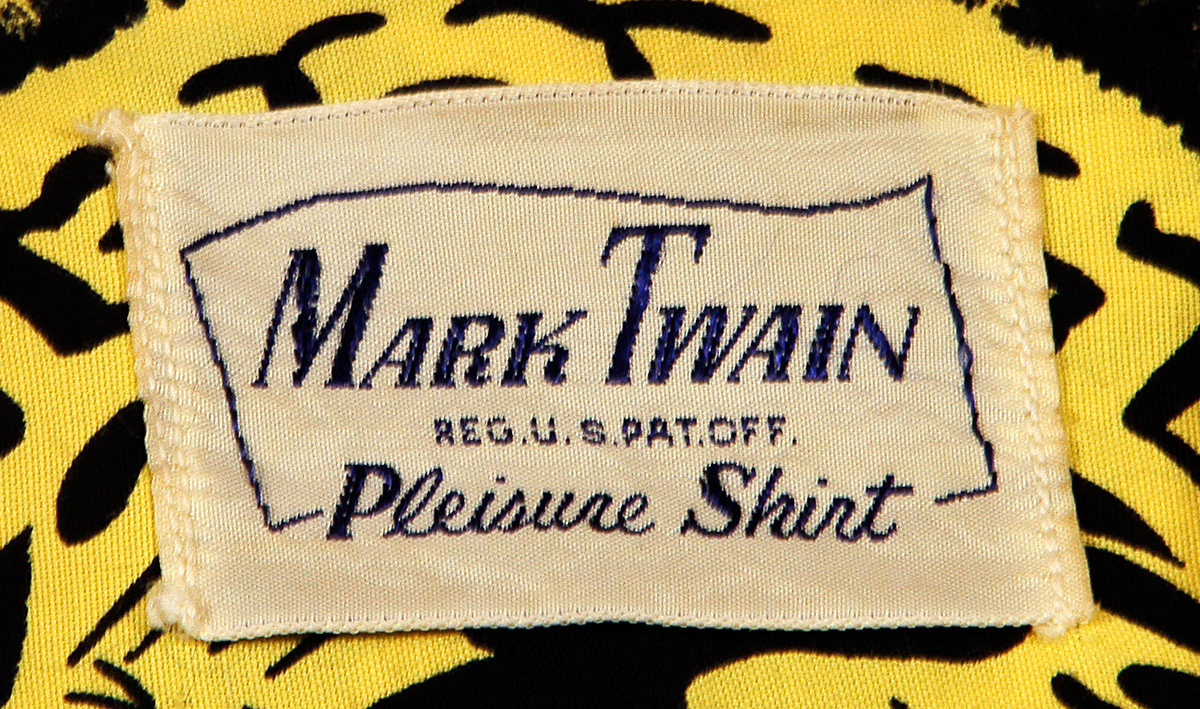 MARK TWAIN
REG.U.S.PAT.OFF.
Pleisure Shirt